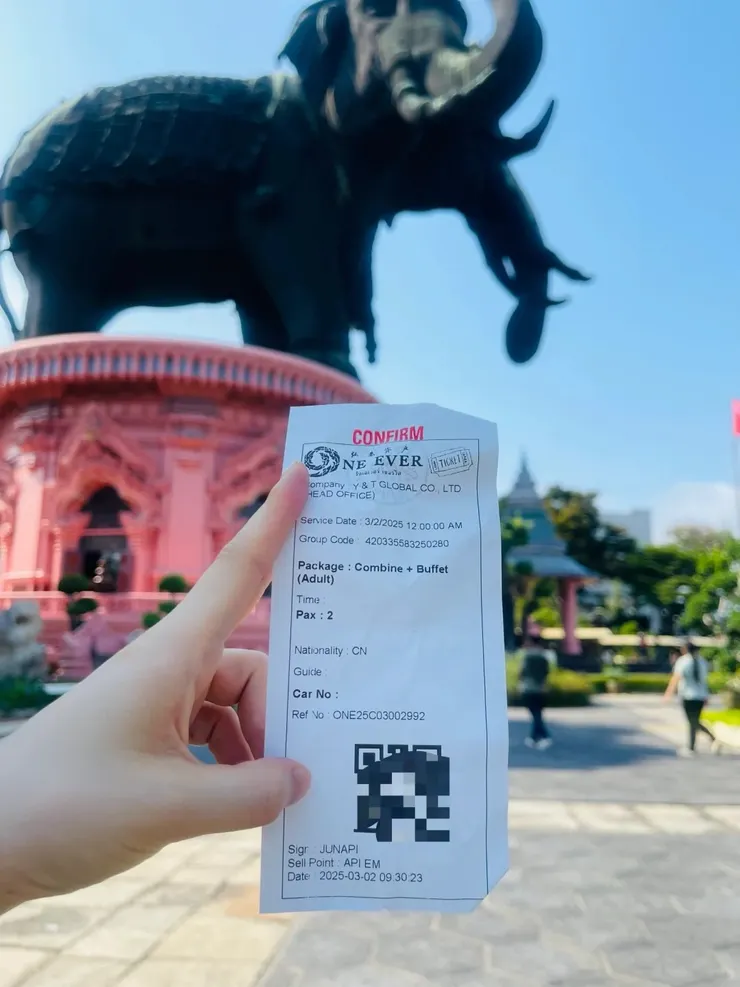 CONFIRM
NE EVER
TICKET
ompany : Y & T GLOBAL CO., LTD
HEAD OFFICE)
Service Date : 3/2/2025 12:00:00 AM
Group Code : 420335583250280
Package : Combine + Buffet
(Adult)
Time :
Pax : 2
Nationality : CN
Guide :
Car No :
Ref No : ONE25C03002992
Sign : JUNAPI
Sell Point : API EM
Date : 2025-03-02 09:30:23